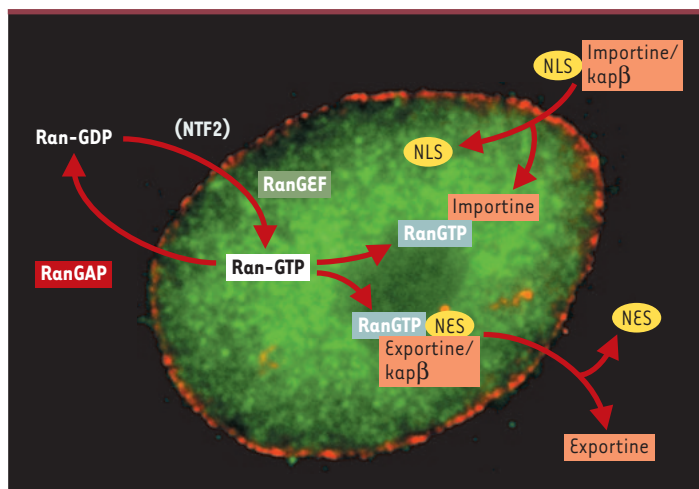 NLS
Importine/
kapβ
Ran-GDP
(NTF2)
NLS
RanGEF
Importine
RanGTP
RanGAP
Ran-GTP
RanGTP
NES
NES
Exportine/
kapβ
Exportine